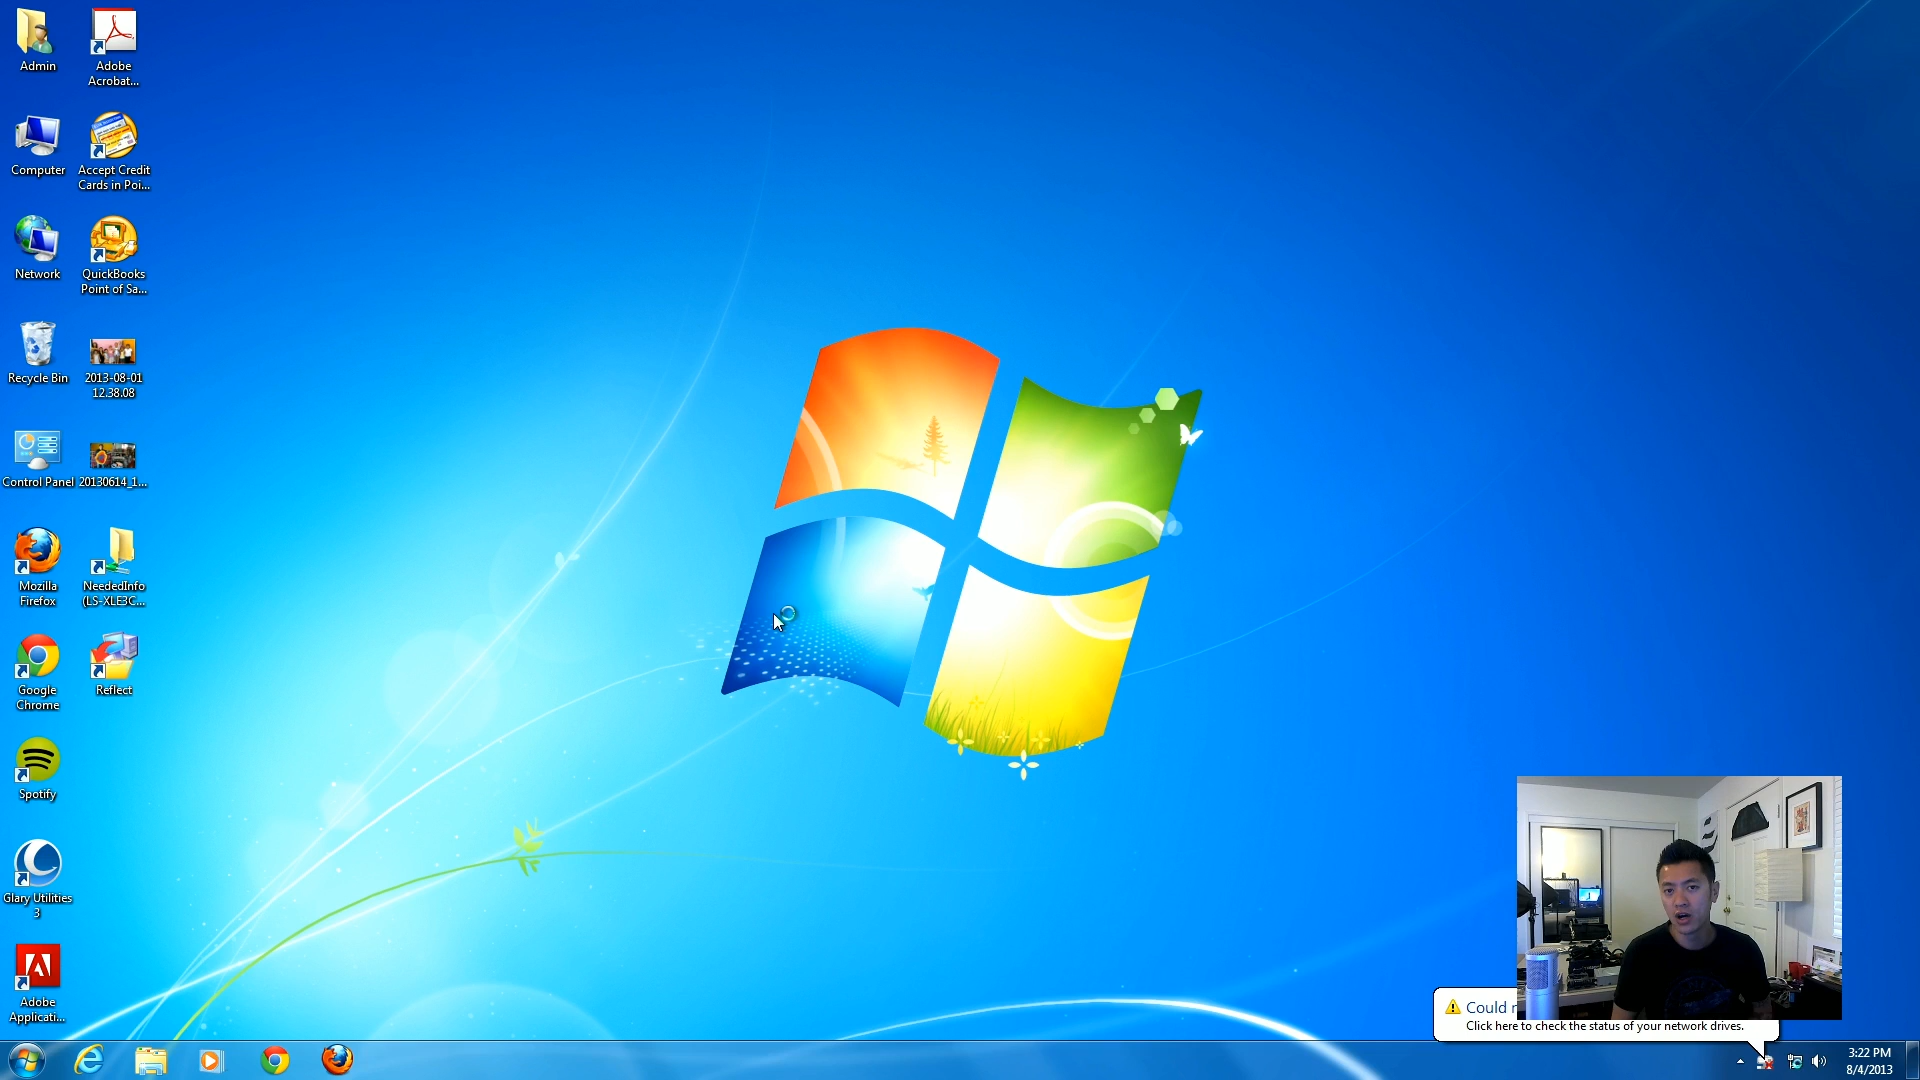 Admin
Adobe
Acrobat...
Computer
Accept Credit
Cards in Poi...
Network
QuickBooks
Point of Sa...
Recycle Bin
2013-08-01
12.38.08
Control Panel
20130614_1...
Mozilla
Firefox
NeededInfo
(LS-XLE3C...
Google
Chrome
Reflect
Spotify
Glary Utilities
3
Adobe
Applicati...
Could
Click here to check the status of your network drives.
3:22 PM
8/4/2013